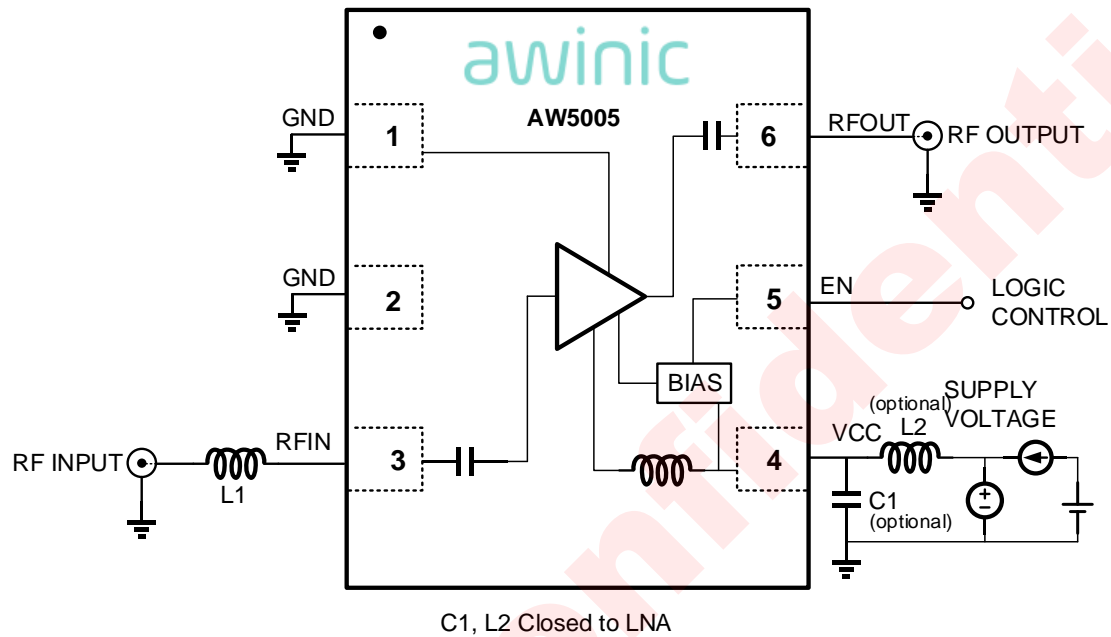 awinic
AW5005
GND
1
6
RFOUT
RF OUTPUT
GND
2
5
EN
LOGIC
CONTROL
BIAS
SUPPLY
VOLTAGE
(optional)
L2
VCC
RF INPUT
L1
RFIN
3
4
C1
(optional)
C1, L2 Closed to LNA
confidenti